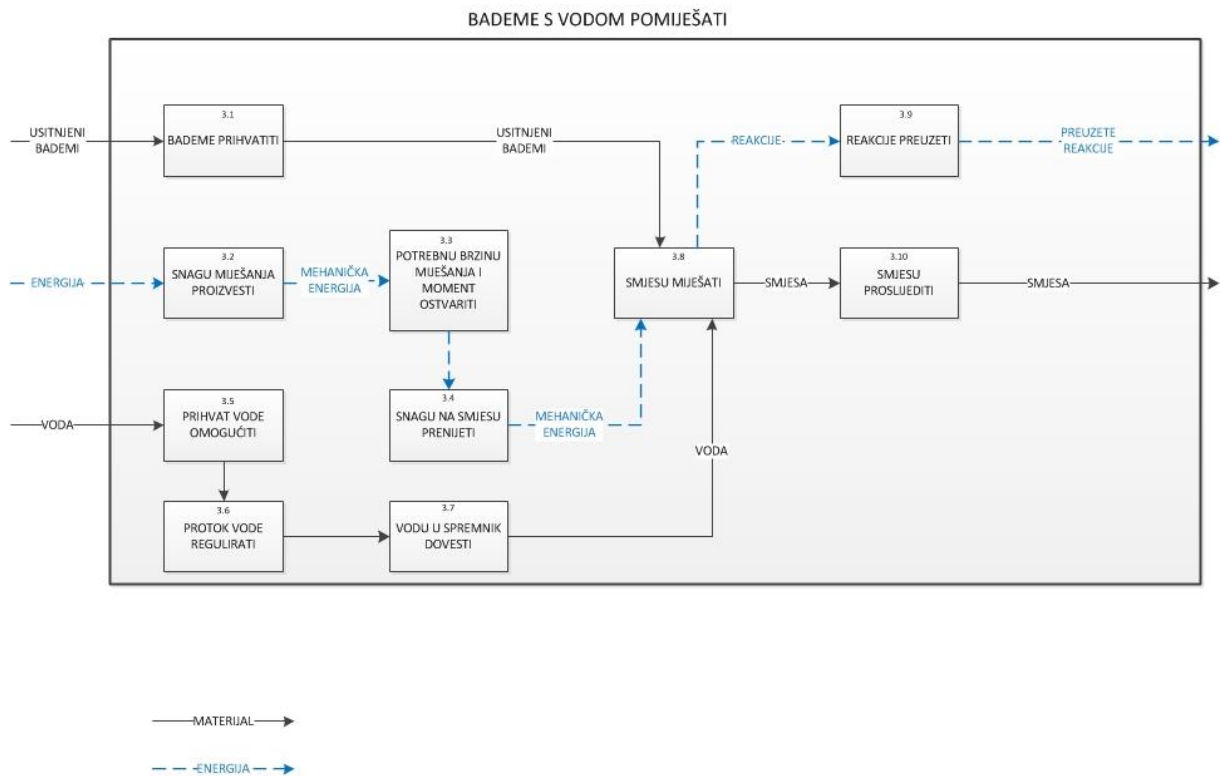 BADEME S VODOM POMIJEŠATI
3.1
BADEME PRIHVATITI
USITNJENI
BADEMI
USITNJENI
BADEMI
REAKCIJE
3.9
REAKCIJE PREUZETI
PREUZETE
REAKCIJE
ENERGIJA
3.2
SNAGU MIJEŠANJA
PROIZVESTI
MEHANIČKA
ENERGIJA
3.3
POTREBNU BRZINU
MIJEŠANJA I
MOMENT
OSTVARITI
3.8
SMJESU MIJEŠATI
SMJESA
3.10
SMJESU
PROSLIJEDITI
SMJESA
VODA
3.5
PRIHVAT VODE
OMOGUĆITI
3.4
SNAGU NA SMJESU
PRENIJETI
MEHANIČKA
ENERGIJA
VODA
3.6
PROTOK VODE
REGULIRATI
3.7
VODU U SPREMNIK
DOVESTI
MATERIJAL
ENERGIJA